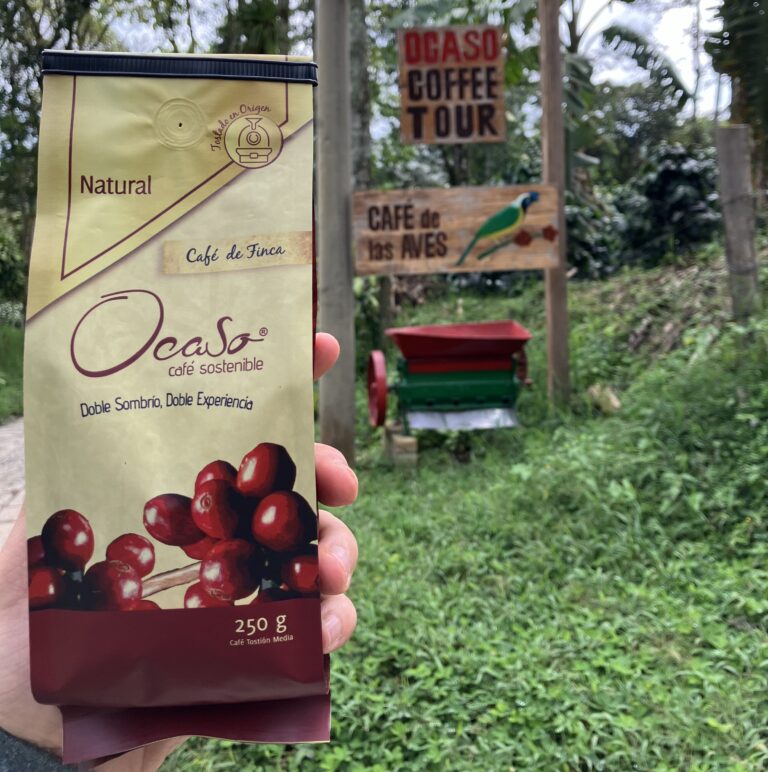 Tostado en Origen
Natural
Café de Finca
Ocaso®
café sostenible
Doble Sombrío, Doble Experiencia
250 g
Café Tostión Media
OCASO
COFFEE
TOUR
CAFÉ de
las AVES